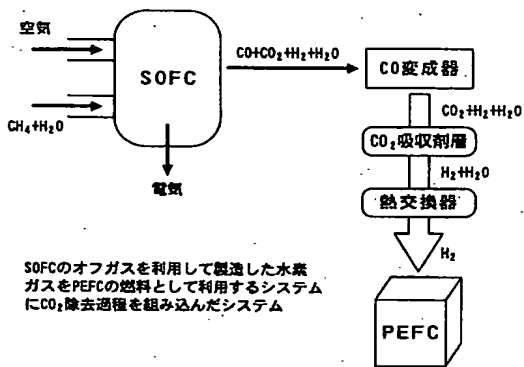 空気
SOFC
CO+CO₂+H₂+H₂O
CO変成器
CH₄+H₂O
CO₂+H₂+H₂O
CO₂吸収剤層
電気
H₂+H₂O
熱交換器
H₂
SOFCのオフガスを利用して製造した水素
ガスをPEFCの燃料として利用するシステム
にCO₂除去過程を組み込んだシステム
PEFC